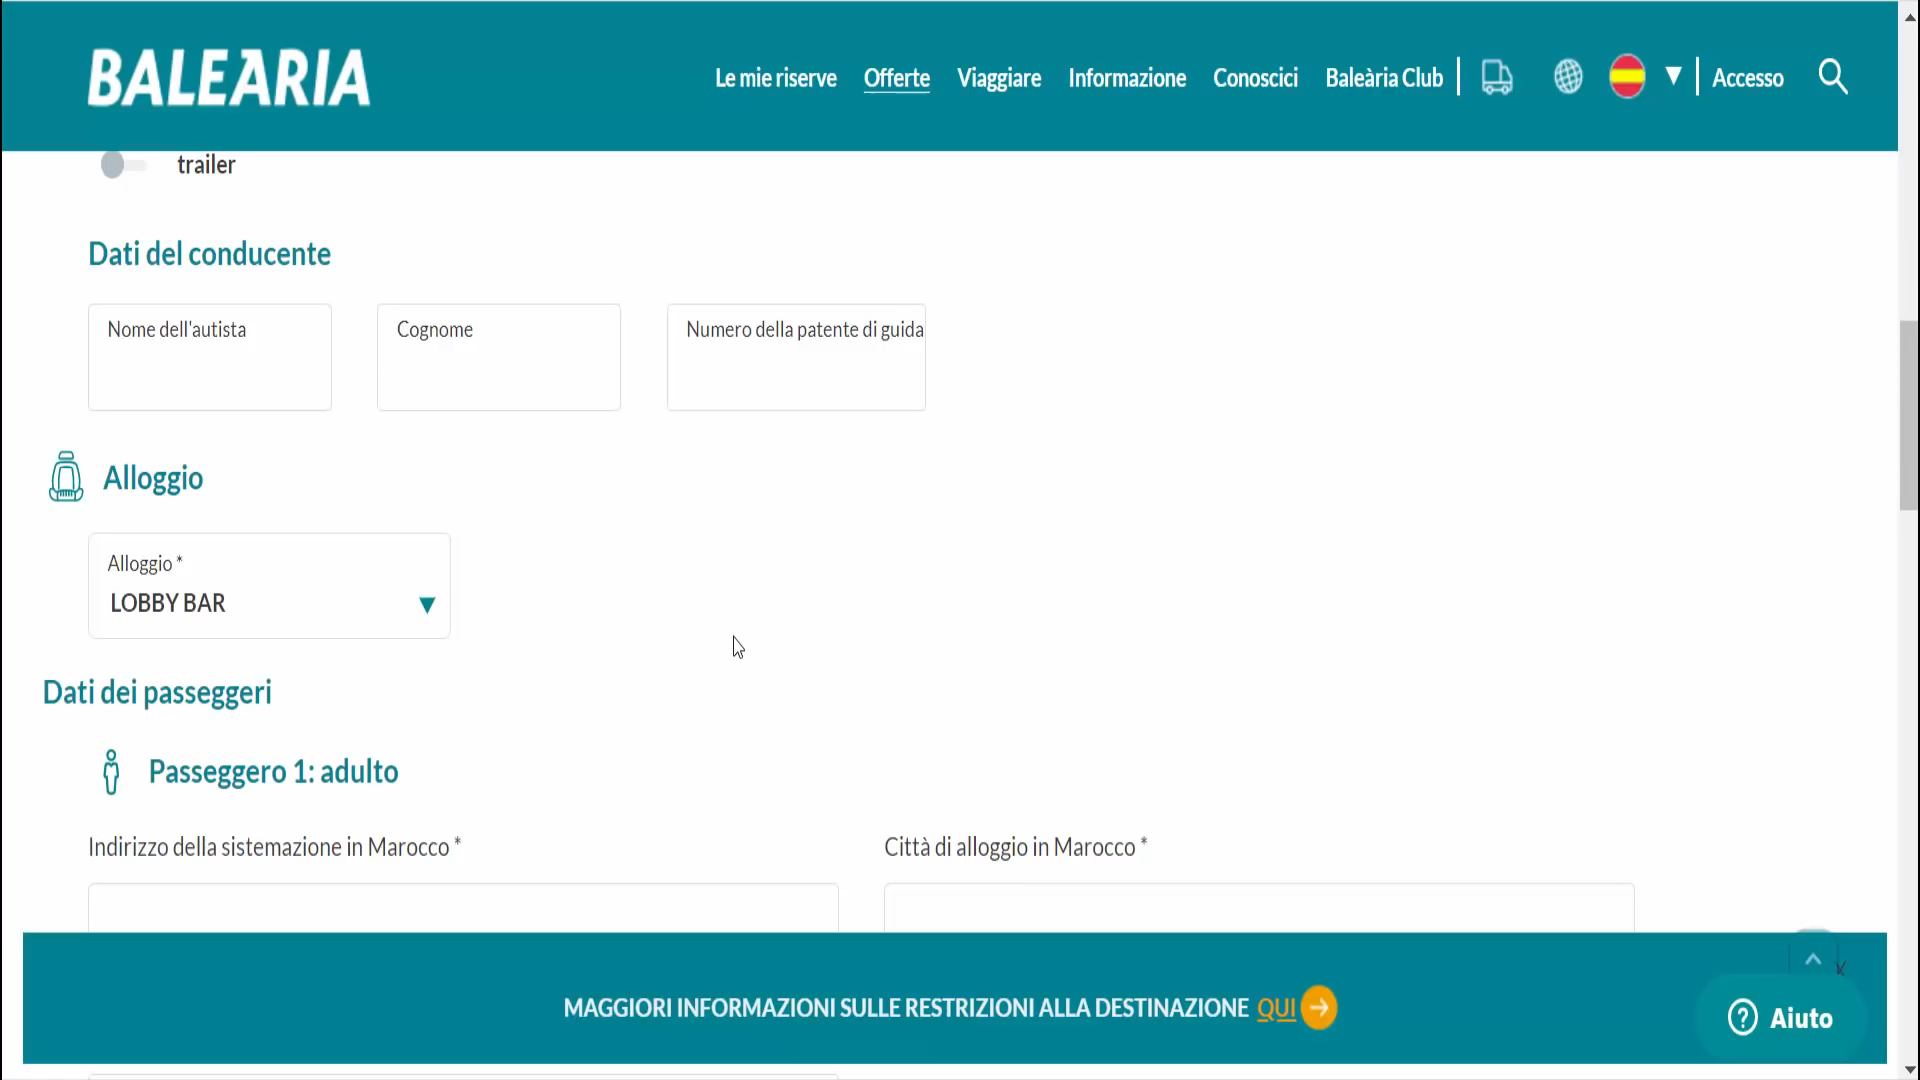 BALEÀRIA
Le mie riserve Offerte Viaggiare Informazione Conoscici Baleària Club Accesso
trailer
Dati del conducente
Nome dell'autista Cognome Numero della patente di guida
Alloggio
Alloggio *
LOBBY BAR
Dati dei passeggeri
Passeggero 1: adulto
Indirizzo della sistemazione in Marocco * Città di alloggio in Marocco *
x
MAGGIORI INFORMAZIONI SULLE RESTRIZIONI ALLA DESTINAZIONE QUI
Aiuto